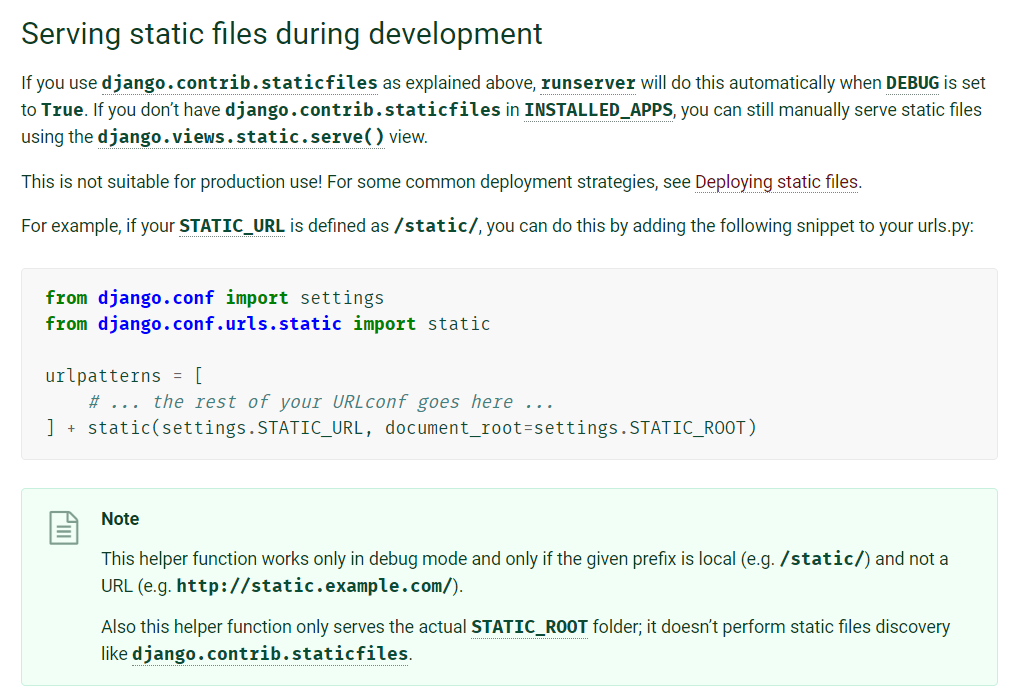 Serving static files during development
If you use django.contrib.staticfiles as explained above, runserver will do this automatically when DEBUG is set
to True. If you don’t have django.contrib.staticfiles in INSTALLED_APPS, you can still manually serve static files
using the django.views.static.serve() view.
This is not suitable for production use! For some common deployment strategies, see Deploying static files.
For example, if your STATIC_URL is defined as /static/, you can do this by adding the following snippet to your urls.py:
from django.conf import settings
from django.conf.urls.static import static
urlpatterns = [
    # ... the rest of your URLconf goes here ...
] + static(settings.STATIC_URL, document_root=settings.STATIC_ROOT)
Note
This helper function works only in debug mode and only if the given prefix is local (e.g. /static/) and not a
URL (e.g. http://static.example.com/).
Also this helper function only serves the actual STATIC_ROOT folder; it doesn’t perform static files discovery
like django.contrib.staticfiles.